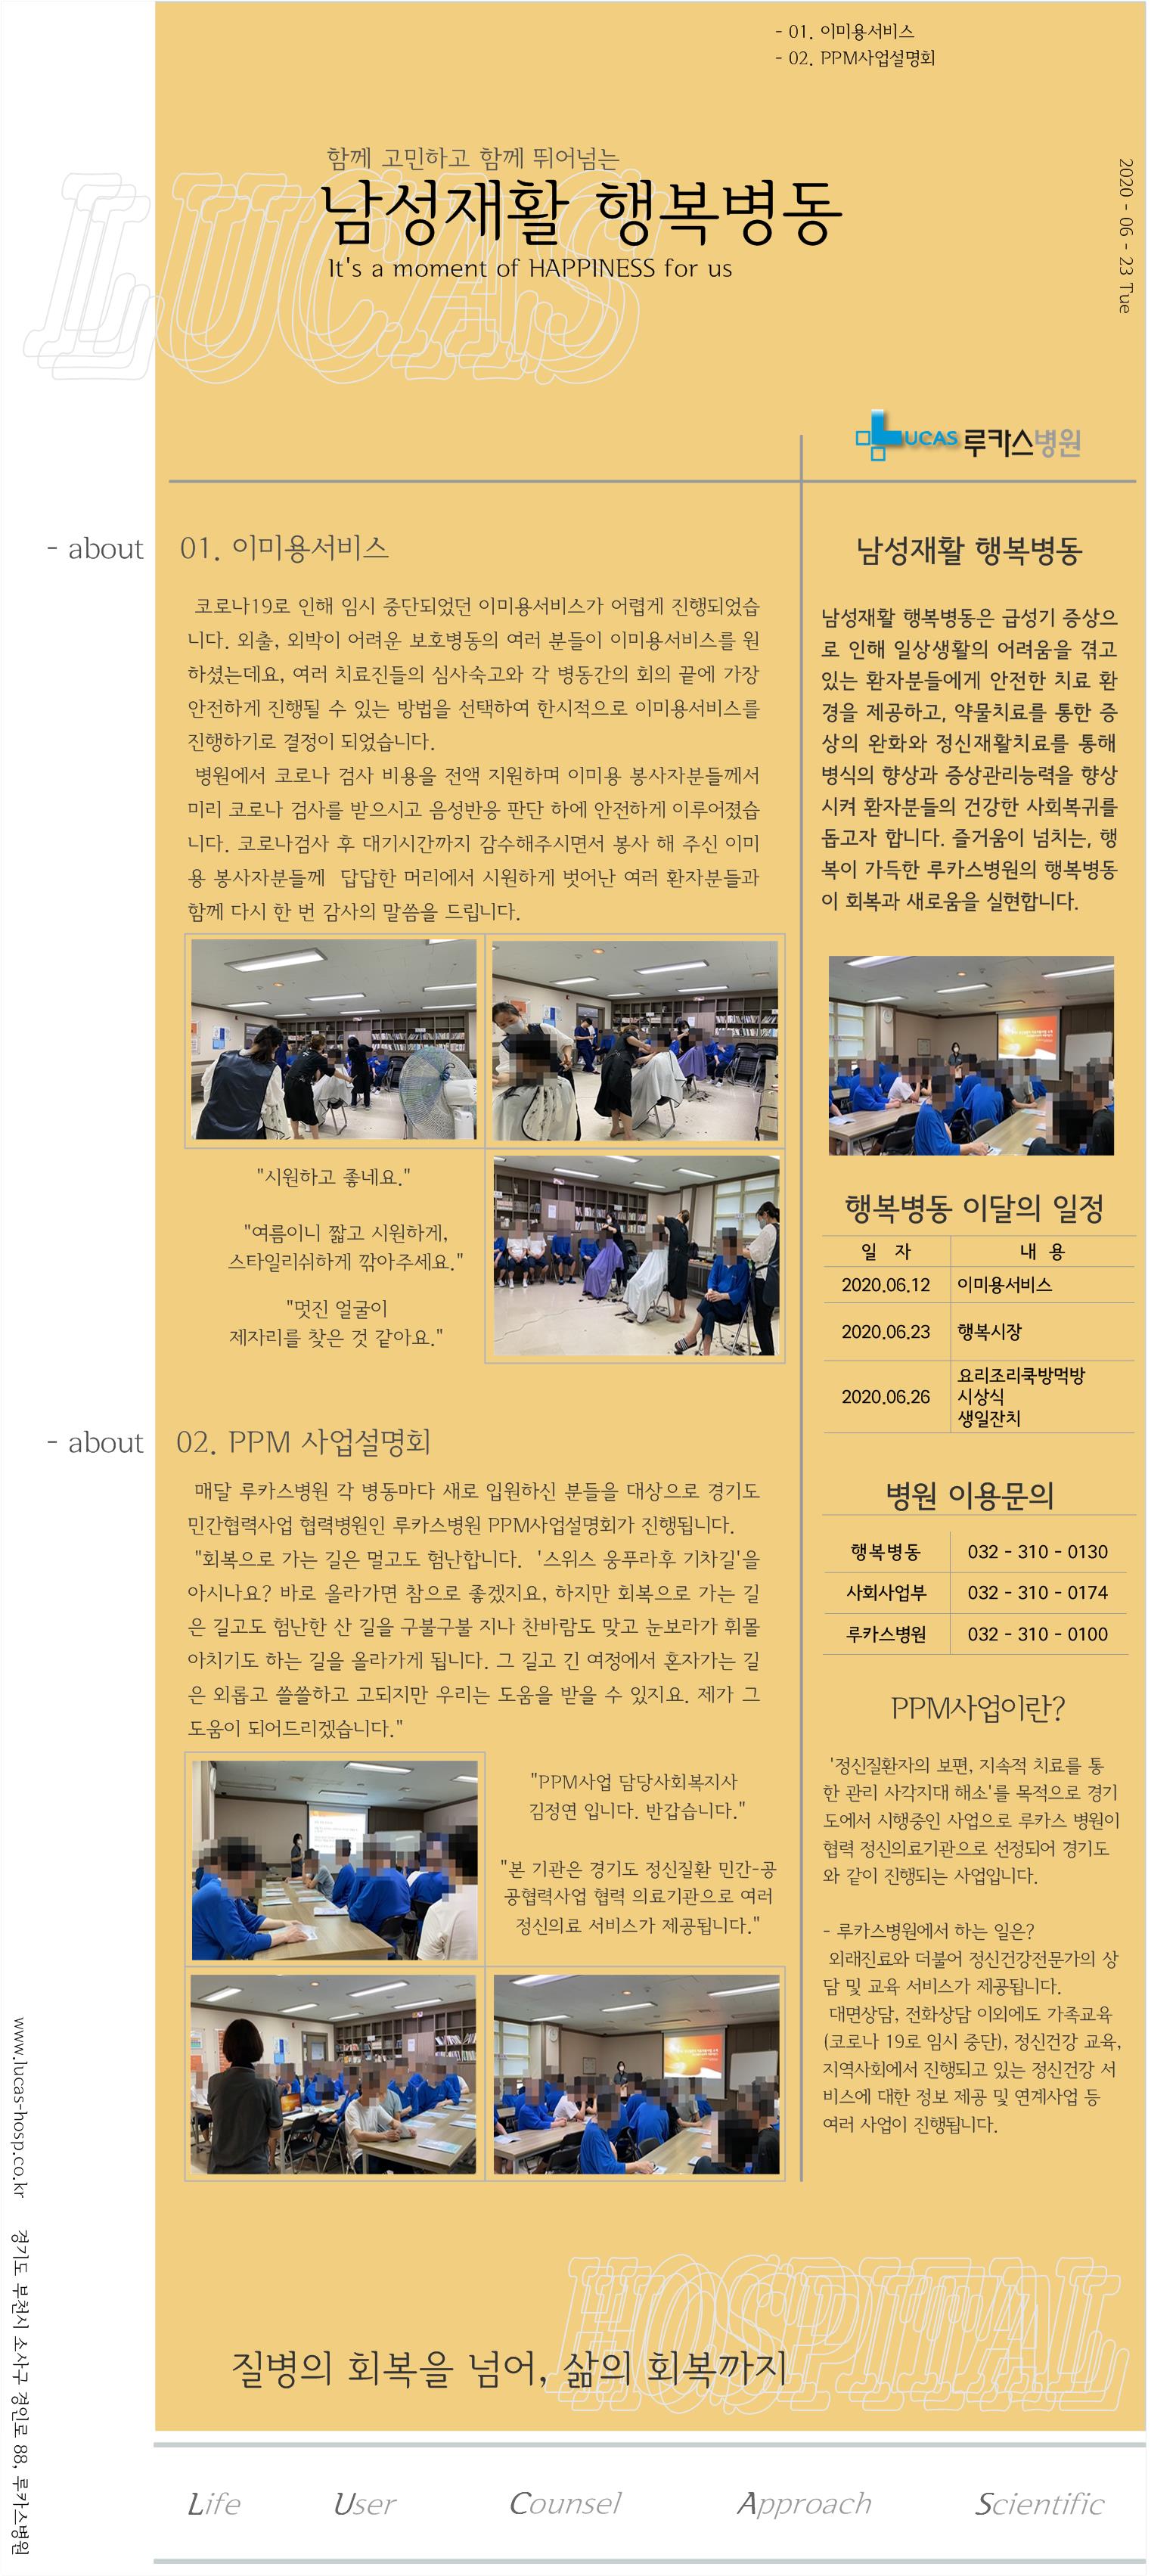 - 01. 이미용서비스
- 02. PPM사업설명회
2020 - 06 - 23 Tue
함께 고민하고 함께 뛰어넘는
LUCAS
남성재활 행복병동
It's a moment of HAPPINESS for us
LUCAS 루카스병원
- about
01. 이미용서비스
코로나19로 인해 임시 중단되었던 이미용서비스가 어렵게 진행되었습
니다. 외출, 외박이 어려운 보호병동의 여러 분들이 이미용서비스를 원
하셨는데요, 여러 치료진들의 심사숙고와 각 병동간의 회의 끝에 가장
안전하게 진행될 수 있는 방법을 선택하여 한시적으로 이미용서비스를
진행하기로 결정이 되었습니다.
병원에서 코로나 검사 비용을 전액 지원하며 이미용 봉사자분들께서
미리 코로나 검사를 받으시고 음성반응 판단 하에 안전하게 이루어졌습
니다. 코로나검사 후 대기시간까지 감수해주시면서 봉사 해 주신 이미
용 봉사자분들께 답답한 머리에서 시원하게 벗어난 여러 환자분들과
함께 다시 한 번 감사의 말씀을 드립니다.
"시원하고 좋네요."
"여름이니 짧고 시원하게,
스타일리쉬하게 깎아주세요."
"멋진 얼굴이
제자리를 찾은 것 같아요."
- about
02. PPM 사업설명회
매달 루카스병원 각 병동마다 새로 입원하신 분들을 대상으로 경기도
민간협력사업 협력병원인 루카스병원 PPM사업설명회가 진행됩니다.
"회복으로 가는 길은 멀고도 험난합니다. '스위스 융푸라후 기차길'을
아시나요? 바로 올라가면 참으로 좋겠지요, 하지만 회복으로 가는 길
은 길고도 험난한 산 길을 구불구불 지나 찬바람도 맞고 눈보라가 휘몰
아치기도 하는 길을 올라가게 됩니다. 그 길고 긴 여정에서 혼자가는 길
은 외롭고 쓸쓸하고 고되지만 우리는 도움을 받을 수 있지요. 제가 그
도움이 되어드리겠습니다."
"PPM사업 담당사회복지사
김정연 입니다. 반갑습니다."
"본 기관은 경기도 정신질환 민간-공
공협력사업 협력 의료기관으로 여러
정신의료 서비스가 제공됩니다."
남성재활 행복병동
남성재활 행복병동은 급성기 증상으
로 인해 일상생활의 어려움을 겪고
있는 환자분들에게 안전한 치료 환
경을 제공하고, 약물치료를 통한 증
상의 완화와 정신재활치료를 통해
병식의 향상과 증상관리능력을 향상
시켜 환자분들의 건강한 사회복귀를
돕고자 합니다. 즐거움이 넘치는, 행
복이 가득한 루카스병원의 행복병동
이 회복과 새로움을 실현합니다.
행복병동 이달의 일정
일 자 내 용
2020.06.12 이미용서비스
2020.06.23 행복시장
2020.06.26 요리조리쿡방먹방
시상식
생일잔치
병원 이용문의
행복병동 032 - 310 - 0130
사회사업부 032 - 310 - 0174
루카스병원 032 - 310 - 0100
PPM사업이란?
'정신질환자의 보편, 지속적 치료를 통
한 관리 사각지대 해소'를 목적으로 경기
도에서 시행중인 사업으로 루카스 병원이
협력 정신의료기관으로 선정되어 경기도
와 같이 진행되는 사업입니다.
- 루카스병원에서 하는 일은?
외래진료와 더불어 정신건강전문가의 상
담 및 교육 서비스가 제공됩니다.
대면상담, 전화상담 이외에도 가족교육
(코로나 19로 임시 중단), 정신건강 교육,
지역사회에서 진행되고 있는 정신건강 서
비스에 대한 정보 제공 및 연계사업 등
여러 사업이 진행됩니다.
www.lucas-hosp.co.kr 경기도 부천시 소사구 경인로 88, 루카스병원
HOSPITAL
질병의 회복을 넘어, 삶의 회복까지
Life User Counsel Approach Scientific